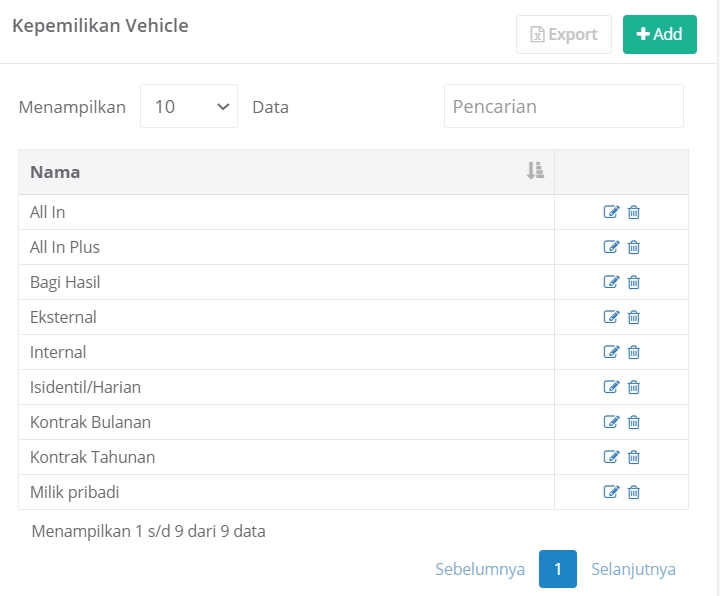 Kepemilikan Vehicle
Export
Add
Menampilkan 10 Data
Pencarian
Nama
All In
All In Plus
Bagi Hasil
Eksternal
Internal
Isidentil/Harian
Kontrak Bulanan
Kontrak Tahunan
Milik pribadi
Menampilkan 1 s/d 9 dari 9 data
Sebelumnya 1 Selanjutnya